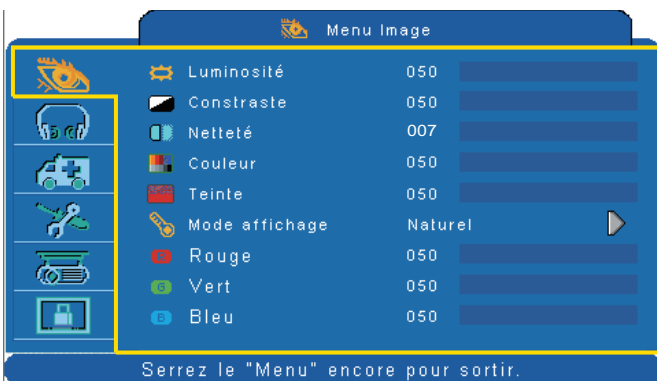 Menu Image
Luminosité 050
Constraste 050
Netteté 007
Couleur 050
Teinte 050
Mode affichage Naturel
R Rouge 050
G Vert 050
B Bleu 050
Serrez le "Menu" encore pour sortir.